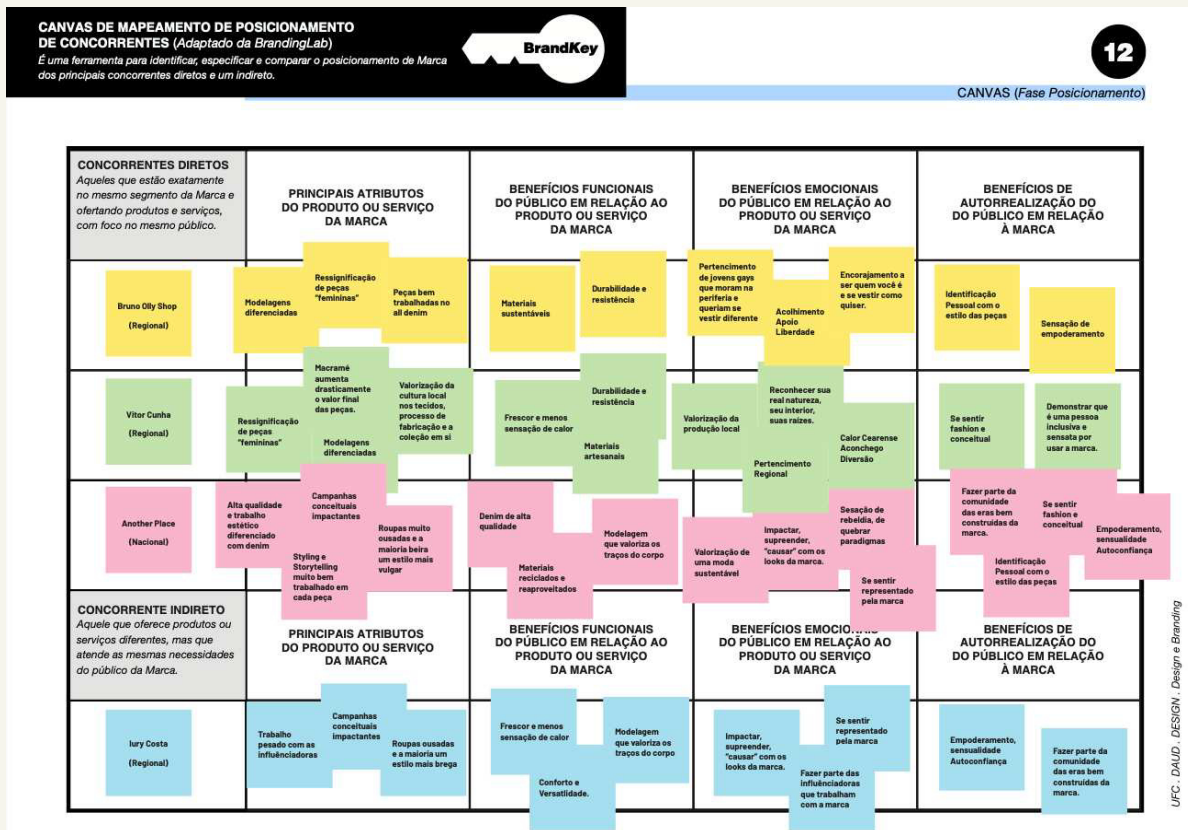 CANVAS DE MAPEAMENTO DE POSICIONAMENTO
DE CONCORRENTES (Adaptado da BrandingLab)
É uma ferramenta para identificar, especificar e comparar o posicionamento de Marca
dos principais concorrentes diretos e um indireto.
BrandKey
12
CANVAS (Fase Posicionamento)
CONCORRENTES DIRETOS
Aqueles que estão exatamente
no mesmo segmento da Marca e
ofertando produtos e serviços,
com foco no mesmo público.
PRINCIPAIS ATRIBUTOS
DO PRODUTO OU SERVIÇO
DA MARCA
BENEFÍCIOS FUNCIONAIS
DO PÚBLICO EM RELAÇÃO AO
PRODUTO OU SERVIÇO
DA MARCA
BENEFÍCIOS EMOCIONAIS
DO PÚBLICO EM RELAÇÃO AO
PRODUTO OU SERVIÇO
DA MARCA
BENEFÍCIOS DE
AUTORREALIZAÇÃO DO
DO PÚBLICO EM RELAÇÃO
À MARCA
Bruno Olly Shop
(Regional)
Modelagens
diferenciadas
Ressignificação
de peças
"femininas"
Peças bem
trabalhadas no
all denim
Materiais
sustentáveis
Durabilidade e
resistência
Pertencimento
de jovens gays
que moram na
periferia e
queriam se
vestir diferente
Acolhimento
Apoio
Liberdade
Encorajamento a
ser quem você é
e se vestir como
quiser.
Identificação
Pessoal com o
estilo das peças
Sensação de
empoderamento
Vitor Cunha
(Regional)
Ressignificação
de peças
"femininas"
Macramé
aumenta
drasticamente
o valor final
das peças.
Modelagens
diferenciadas
Valorização da
cultura local
nos tecidos,
processo de
fabricação e a
coleção em si
Frescor e menos
sensação de calor
Durabilidade e
resistência
Materiais
artesanais
Valorização da
produção local
Reconhecer sua
real natureza,
seu interior,
suas raízes.
Pertencimento
Regional
Calor Cearense
Aconchego
Diversão
Se sentir
fashion e
conceitual
Demonstrar que
é uma pessoa
inclusiva e
sensata por
usar a marca.
Another Place
(Nacional)
Alta qualidade
e trabalho
estético
diferenciado
com denim
Campanhas
conceituais
impactantes
Styling e
Storytelling
muito bem
trabalhado em
cada peça
Roupas muito
ousadas e a
maioria beira
um estilo mais
vulgar
Denim de alta
qualidade
Materiais
reciclados e
reaproveitados
Modelagem
que valoriza os
traços do corpo
Valorização de
uma moda
sustentável
Impactar,
supreender,
"causar" com os
looks da marca.
Sesação de
rebeldia, de
quebrar
paradigmas
Se sentir
representado
pela marca
Fazer parte da
comunidade
das eras bem
construídas da
marca.
Se sentir
fashion e
conceitual
Identificação
Pessoal com o
estilo das peças
Empoderamento,
sensualidade
Autoconfiança
CONCORRENTE INDIRETO
Aquele que oferece produtos ou
serviços diferentes, mas que
atende as mesmas necessidades
do público da Marca.
PRINCIPAIS ATRIBUTOS
DO PRODUTO OU SERVIÇO
DA MARCA
BENEFÍCIOS FUNCIONAIS
DO PÚBLICO EM RELAÇÃO AO
PRODUTO OU SERVIÇO
DA MARCA
BENEFÍCIOS EMOCIONAIS
DO PÚBLICO EM RELAÇÃO AO
PRODUTO OU SERVIÇO
DA MARCA
BENEFÍCIOS DE
AUTORREALIZAÇÃO DO
DO PÚBLICO EM RELAÇÃO
À MARCA
Iury Costa
(Regional)
Trabalho
pesado com as
influênciadoras
Campanhas
conceituais
impactantes
Roupas ousadas
e a maioria um
estilo mais brega
Frescor e menos
sensação de calor
Conforto e
Versatlidade.
Modelagem
que valoriza os
traços do corpo
Impactar,
supreender,
"causar" com os
looks da marca.
Se sentir
representado
pela marca
Fazer parte das
influênciadoras
que trabalham
com a marca
Empoderamento,
sensualidade
Autoconfiança
Fazer parte da
comunidade
das eras bem
construídas da
marca.
UFC . DAUD . DESIGN . Design e Branding